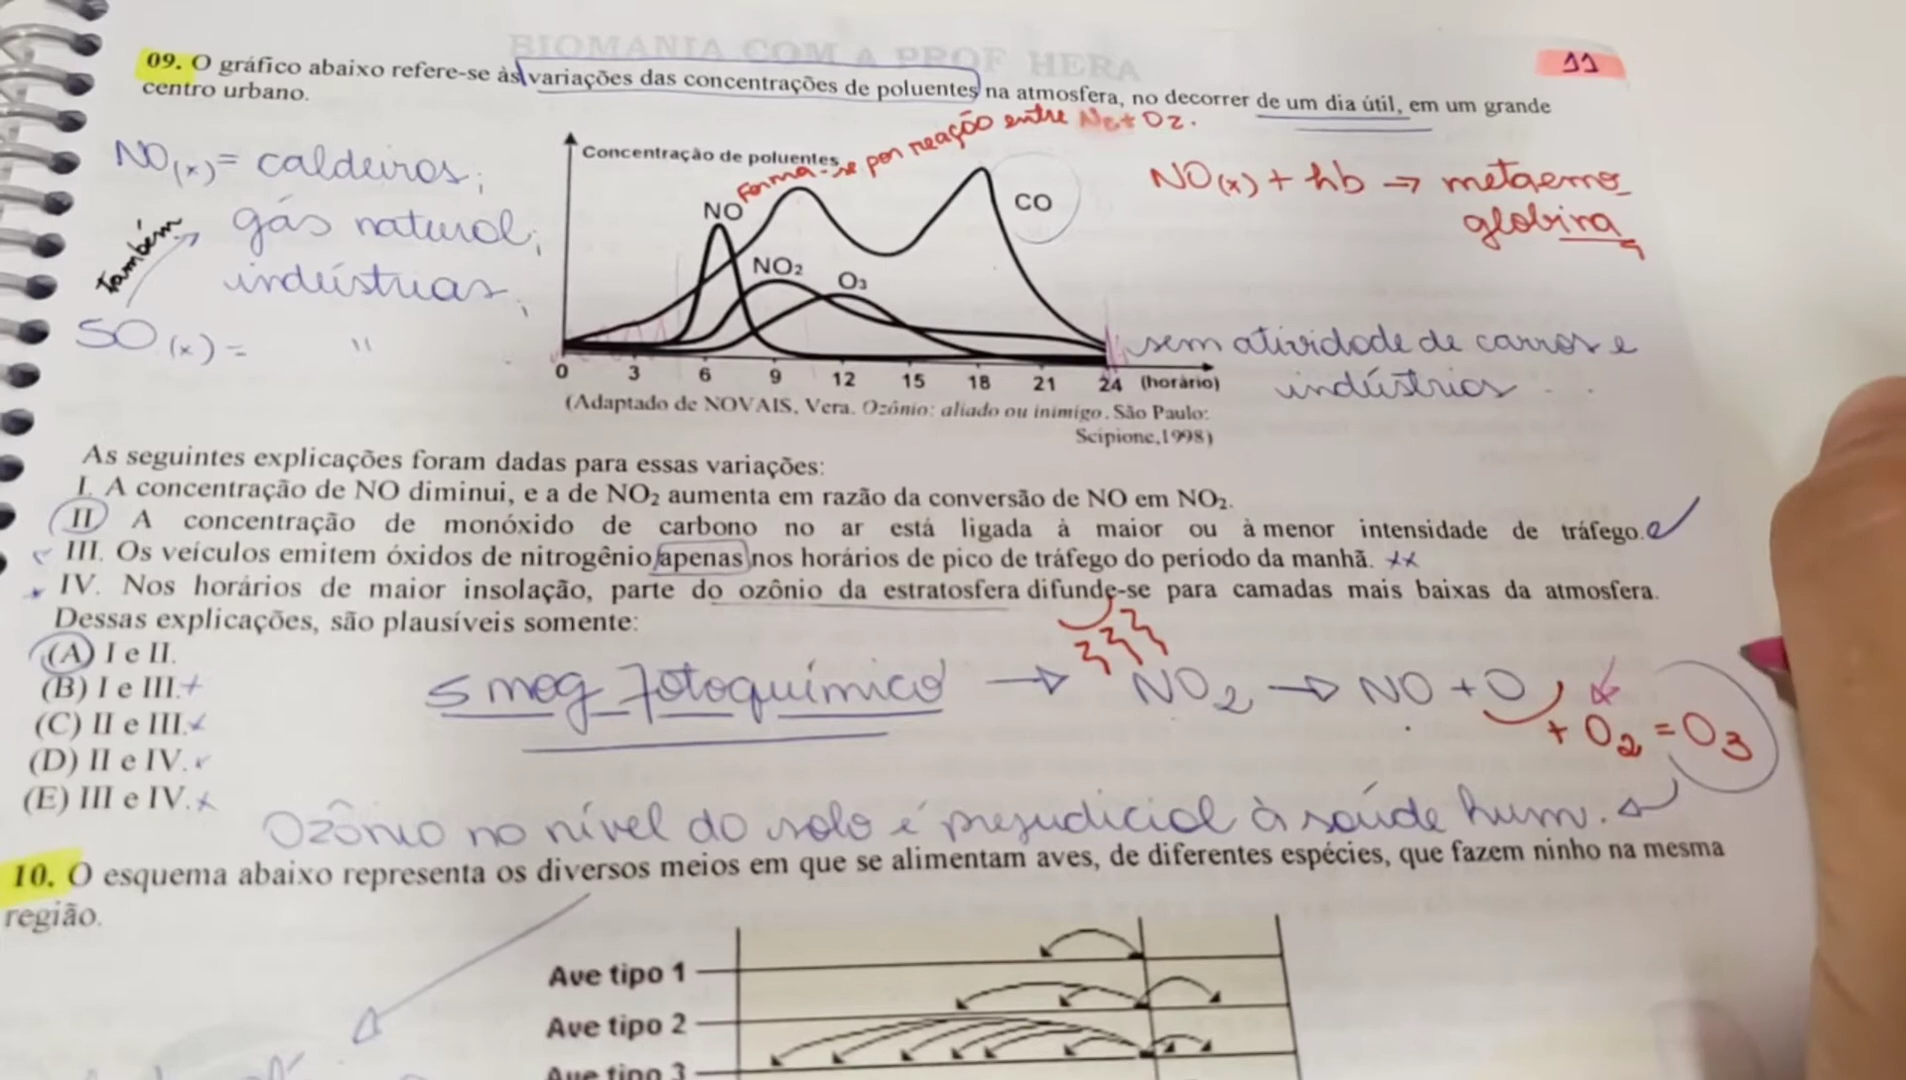 BIOMANIA COM A PROF HERA
11
09. O gráfico abaixo refere-se às variações das concentrações de poluentes na atmosfera, no decorrer de um dia útil, em um grande
centro urbano.
NO(x) = caldeiras;
gás natural;
indústrias;
também
SO(x) = "
Concentração de poluentes
Forma-se por reação entre + O2.
NO
NO2
O3
CO
0 3 6 9 12 15 18 21 24 (horário)
(Adaptado de NOVAIS, Vera. Ozônio: aliado ou inimigo. São Paulo:
Scipione,1998)
NO(x) + hb → metaemo
globina
sem atividade de carros e
indústrias
As seguintes explicações foram dadas para essas variações:
I. A concentração de NO diminui, e a de NO2 aumenta em razão da conversão de NO em NO2.
II A concentração de monóxido de carbono no ar está ligada à maior ou à menor intensidade de tráfego.
III. Os veículos emitem óxidos de nitrogênio apenas nos horários de pico de tráfego do período da manhã.
IV. Nos horários de maior insolação, parte do ozônio da estratosfera difunde-se para camadas mais baixas da atmosfera.
Dessas explicações, são plausíveis somente:
(A) I e II.
(B) I e III.
(C) II e III.
(D) II e IV.
(E) III e IV.
smog fotoquímico → NO2 → NO + O
+ O2 = O3
Ozônio no nível do solo é prejudicial à saúde hum.
10. O esquema abaixo representa os diversos meios em que se alimentam aves, de diferentes espécies, que fazem ninho na mesma
região.
Ave tipo 1
Ave tipo 2
Ave tipo 3